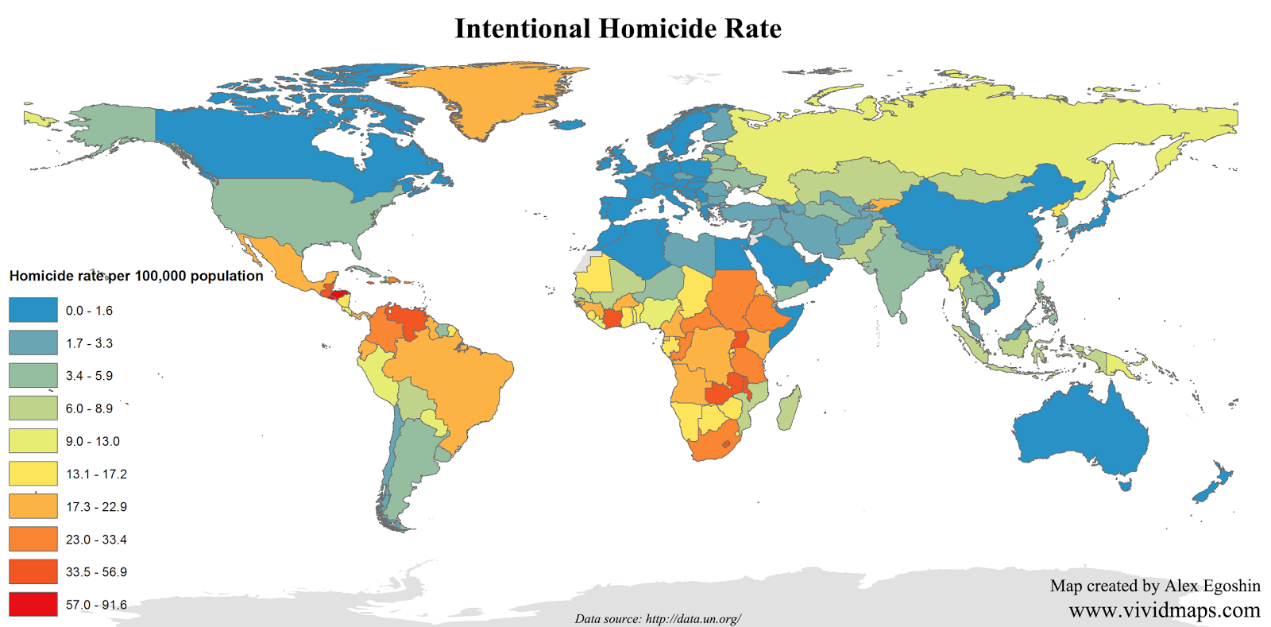 Intentional Homicide Rate
Homicide rate per 100,000 population
0.0 - 1.6
1.7 - 3.3
3.4 - 5.9
6.0 - 8.9
9.0 - 13.0
13.1 - 17.2
17.3 - 22.9
23.0 - 33.4
33.5 - 56.9
57.0 - 91.6
Map created by Alex Egoshin
www.vividmaps.com
Data source: http://data.un.org/